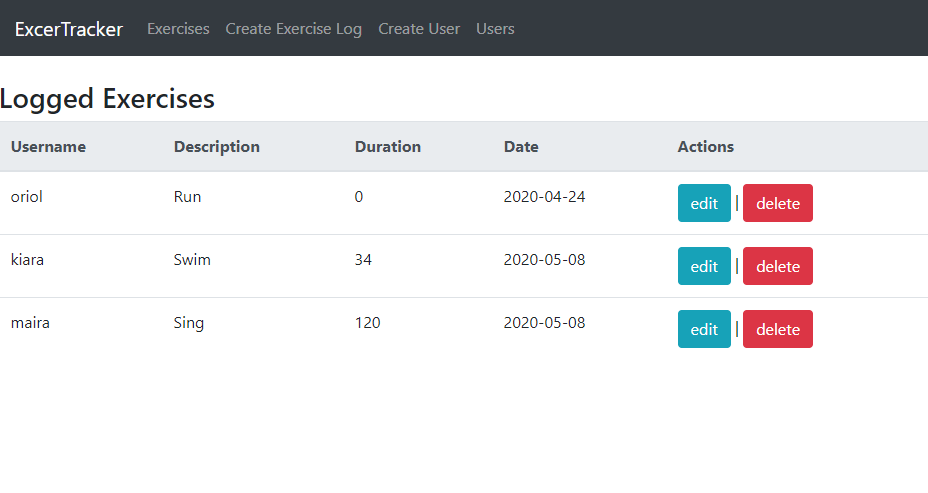 ExcerTracker Exercises Create Exercise Log Create User Users
Logged Exercises
Username Description Duration Date Actions
oriol Run 0 2020-04-24 edit | delete
kiara Swim 34 2020-05-08 edit | delete
maira Sing 120 2020-05-08 edit | delete